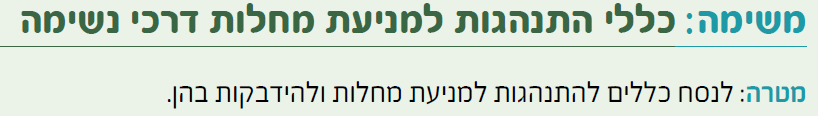 משימה: כללי התנהגות למניעת מחלות דרכי נשימה
מטרה: לנסח כללים להתנהגות למניעת מחלות ולהידבקות בהן.